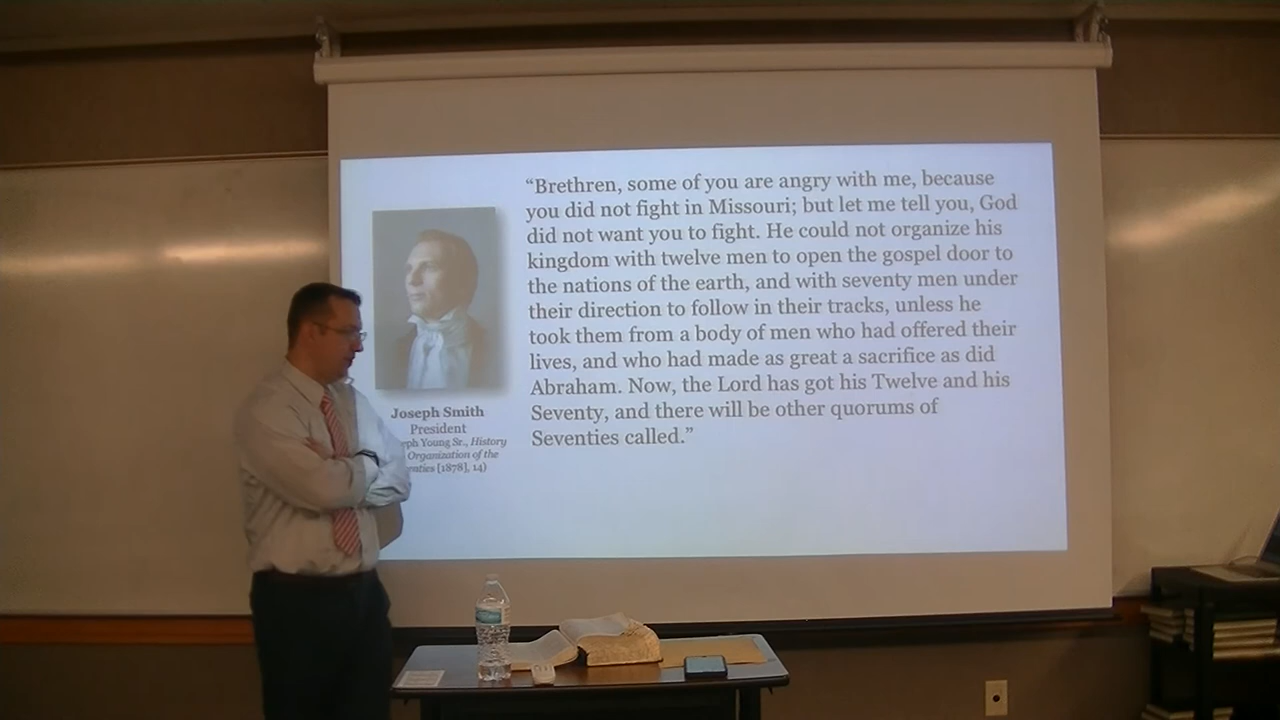 “Brethren, some of you are angry with me, because
you did not fight in Missouri; but let me tell you, God
did not want you to fight. He could not organize his
kingdom with twelve men to open the gospel door to
the nations of the earth, and with seventy men under
their direction to follow in their tracks, unless he
took them from a body of men who had offered their
lives, and who had made as great a sacrifice as did
Abraham. Now, the Lord has got his Twelve and his
Seventy, and there will be other quorums of
Seventies called.”
Joseph Smith
President
Young Sr., History
Organization of the
[1878], 14)